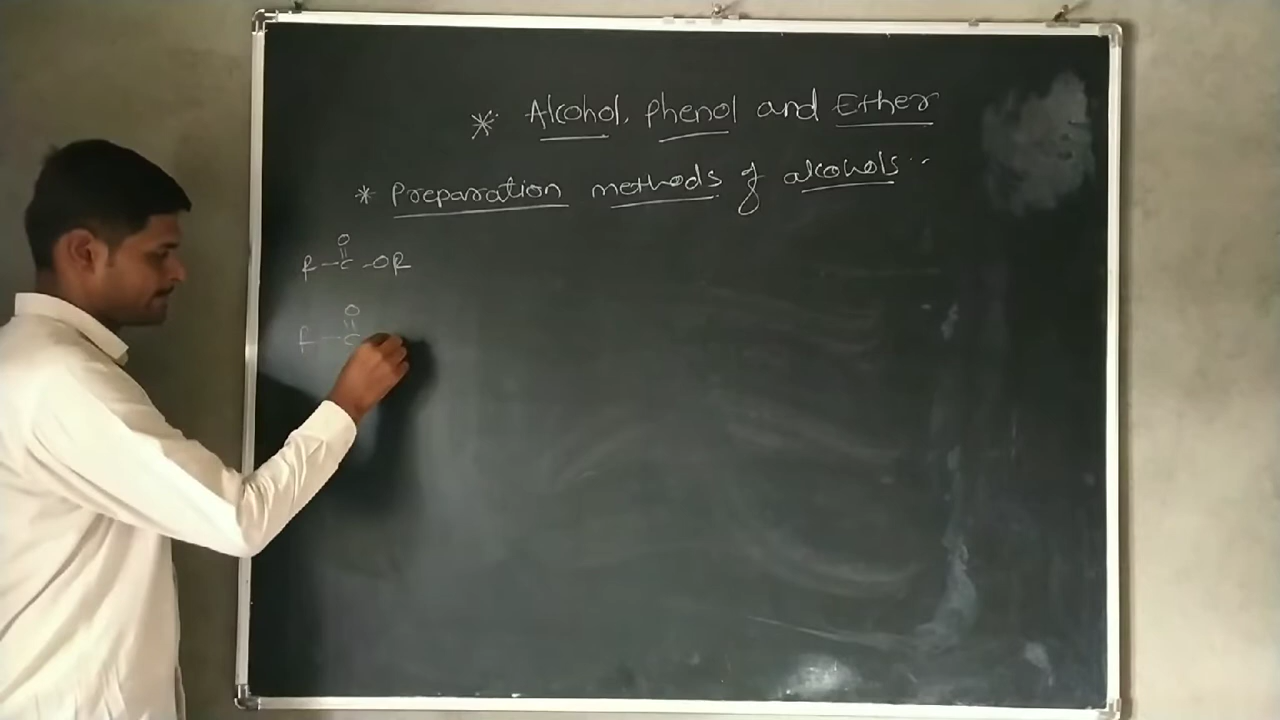 * Alcohol, phenol and Ether
* Preparation methods of alcohols..
O
R - C - OR
O
R - C